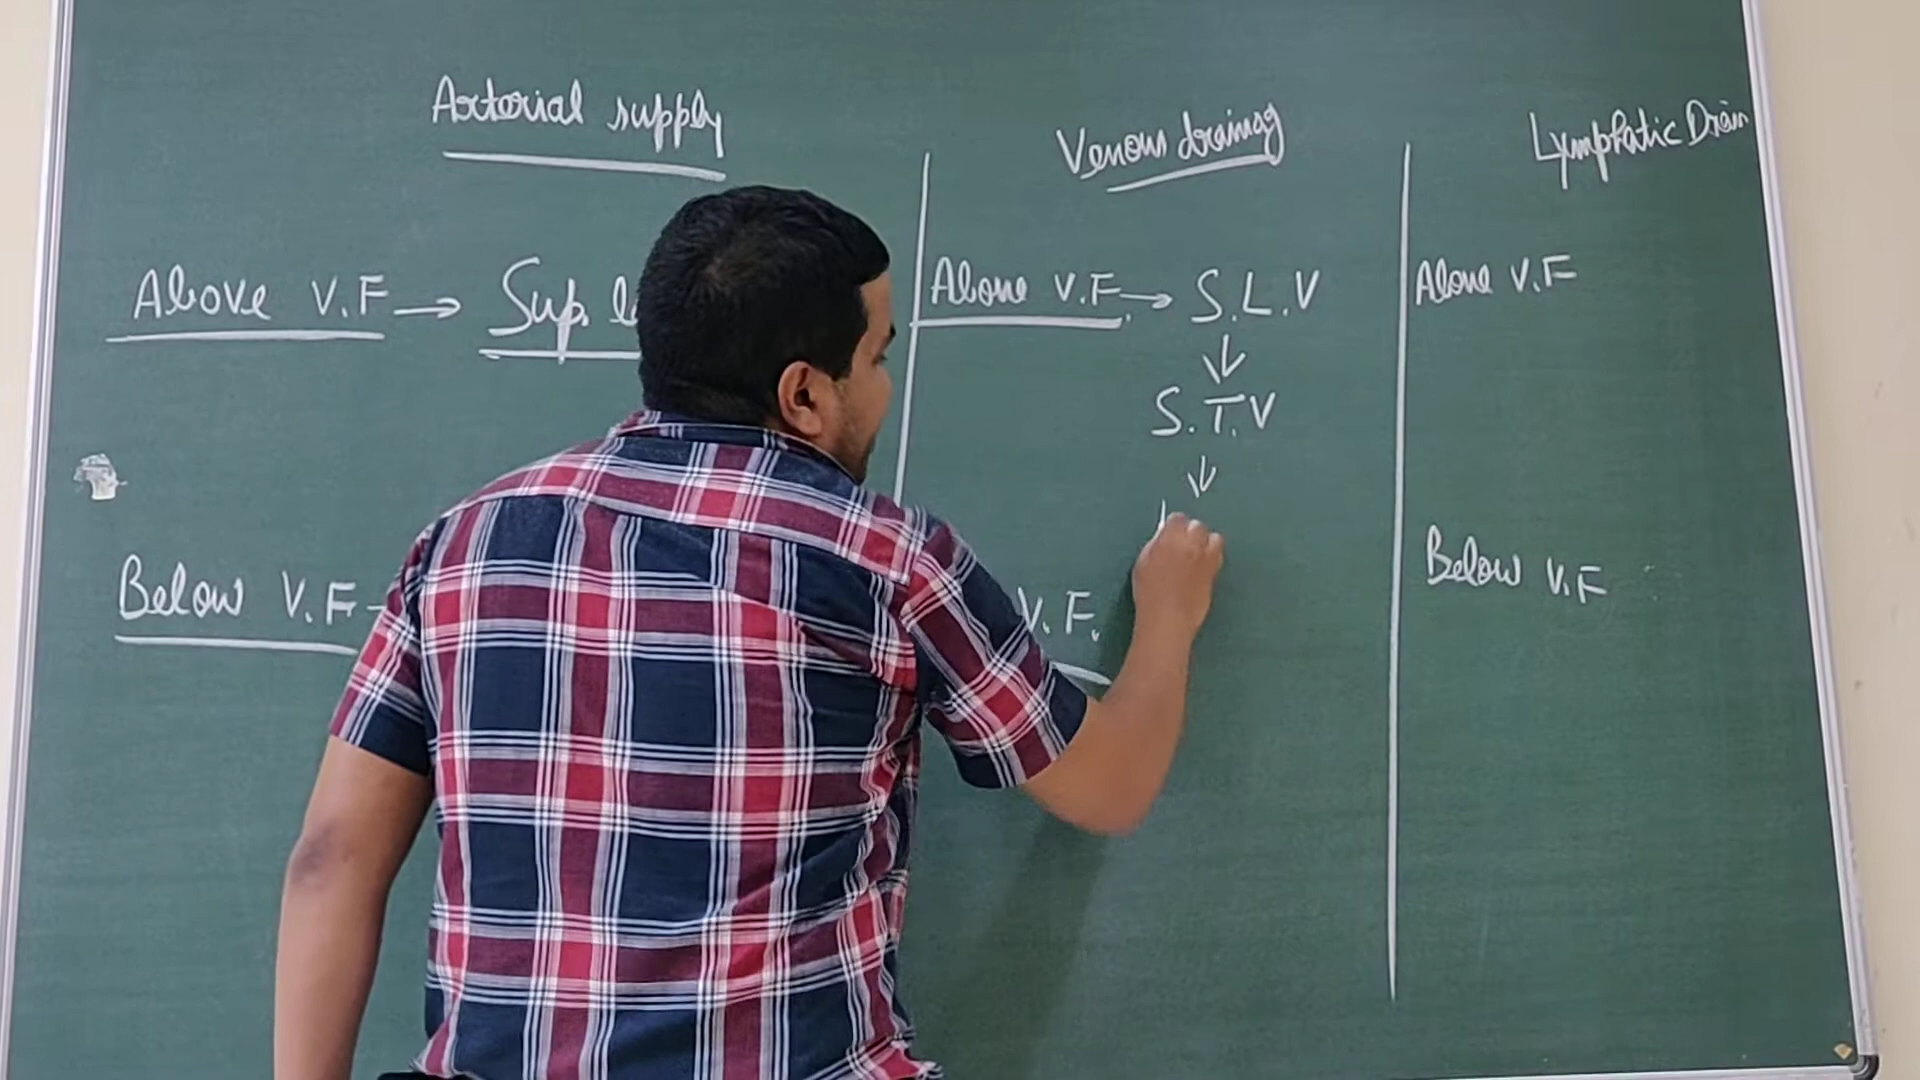 Arterial supply
Above V.F → Sup.
Below V.F
Venous drainag
Above V.F. → S.L.V
↓
S.T.V
↓
V.F.
Lymphatic Drain
Above V.F
Below V.F